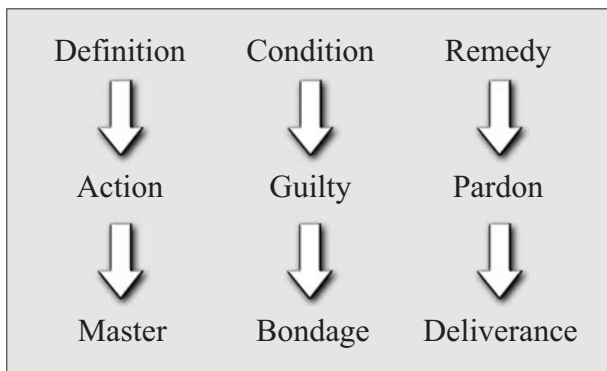 Definition Condition Remedy
Action Guilty Pardon
Master Bondage Deliverance